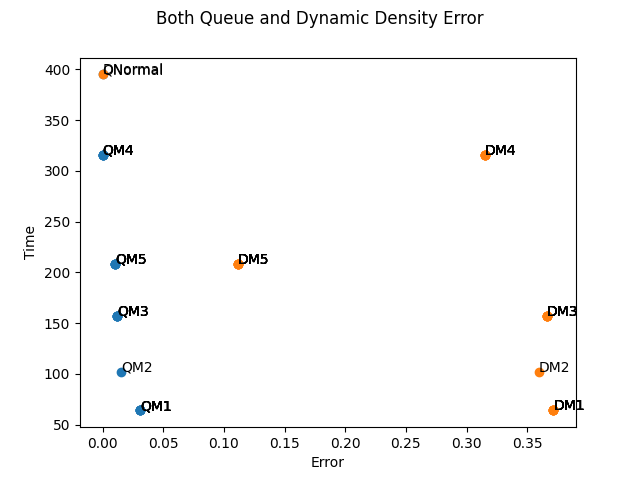 Both Queue and Dynamic Density Error
400
QNormal
350
QM4
DM4
300
250
Time
QM5
DM5
200
QM3
DM3
150
QM2
DM2
100
QM1
DM1
50
0.00 0.05 0.10 0.15 0.20 0.25 0.30 0.35
Error